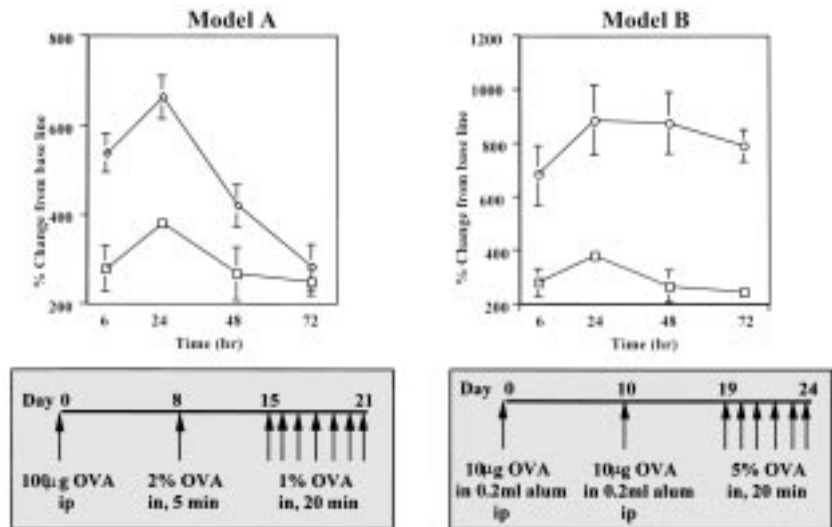 Model A
Model B
% Change from base line
800
600
400
200
6 24 48 72
Time (hr)
% Change from base line
1200
1000
800
600
400
200
6 24 48 72
Time (hr)
Day 0 8 15 21
100μg OVA
ip
2% OVA
in, 5 min
1% OVA
in, 20 min
Day 0 10 19 24
10μg OVA
in 0.2ml alum
ip
10μg OVA
in 0.2ml alum
ip
5% OVA
in, 20 min